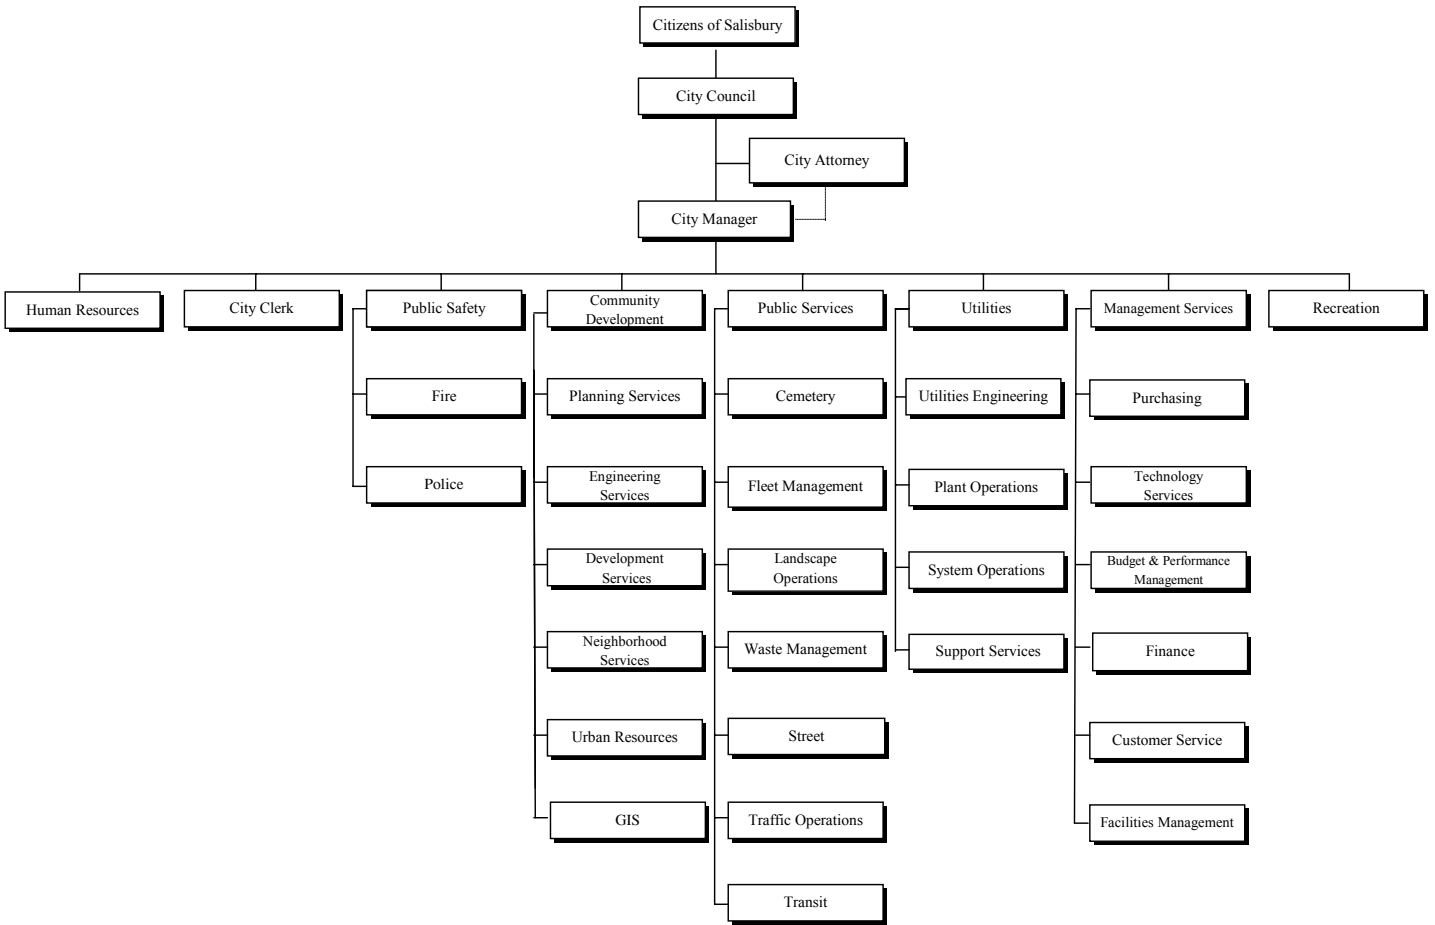 Citizens of Salisbury
City Council
City Attorney
City Manager
Human Resources
City Clerk
Public Safety
Community
Development
Public Services
Utilities
Management Services
Recreation
Fire
Planning Services
Cemetery
Utilities Engineering
Purchasing
Police
Engineering
Services
Fleet Management
Plant Operations
Technology
Services
Development
Services
Landscape
Operations
System Operations
Budget & Performance
Management
Neighborhood
Services
Waste Management
Support Services
Finance
Urban Resources
Street
Customer Service
GIS
Traffic Operations
Facilities Management
Transit